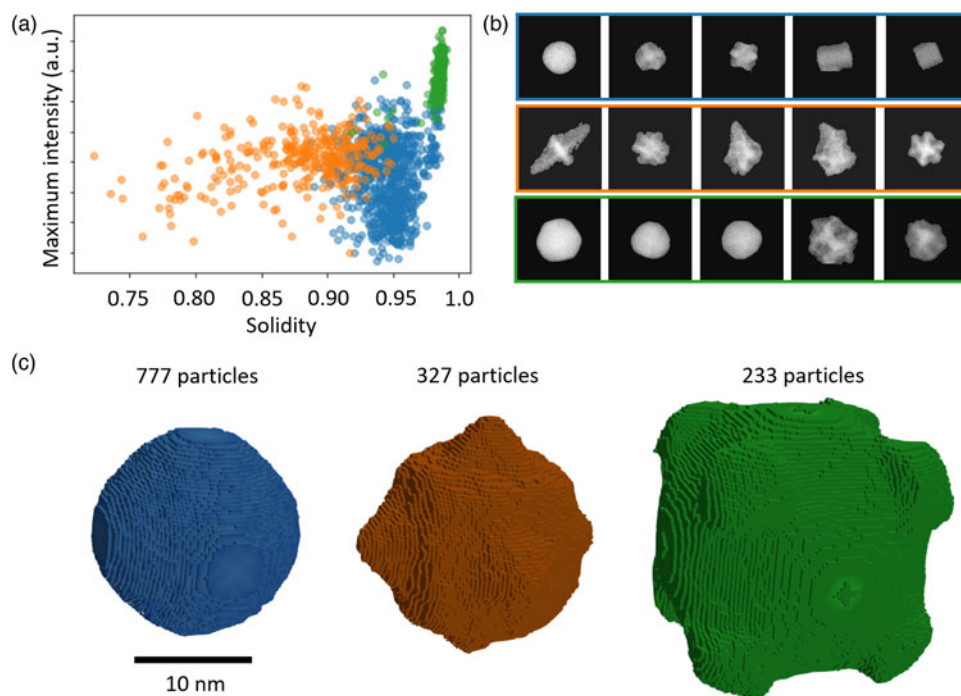 (a)
Maximum intensity (a.u.)
0.75 0.80 0.85 0.90 0.95 1.0
Solidity
(b)
(c)
777 particles
327 particles
233 particles
10 nm